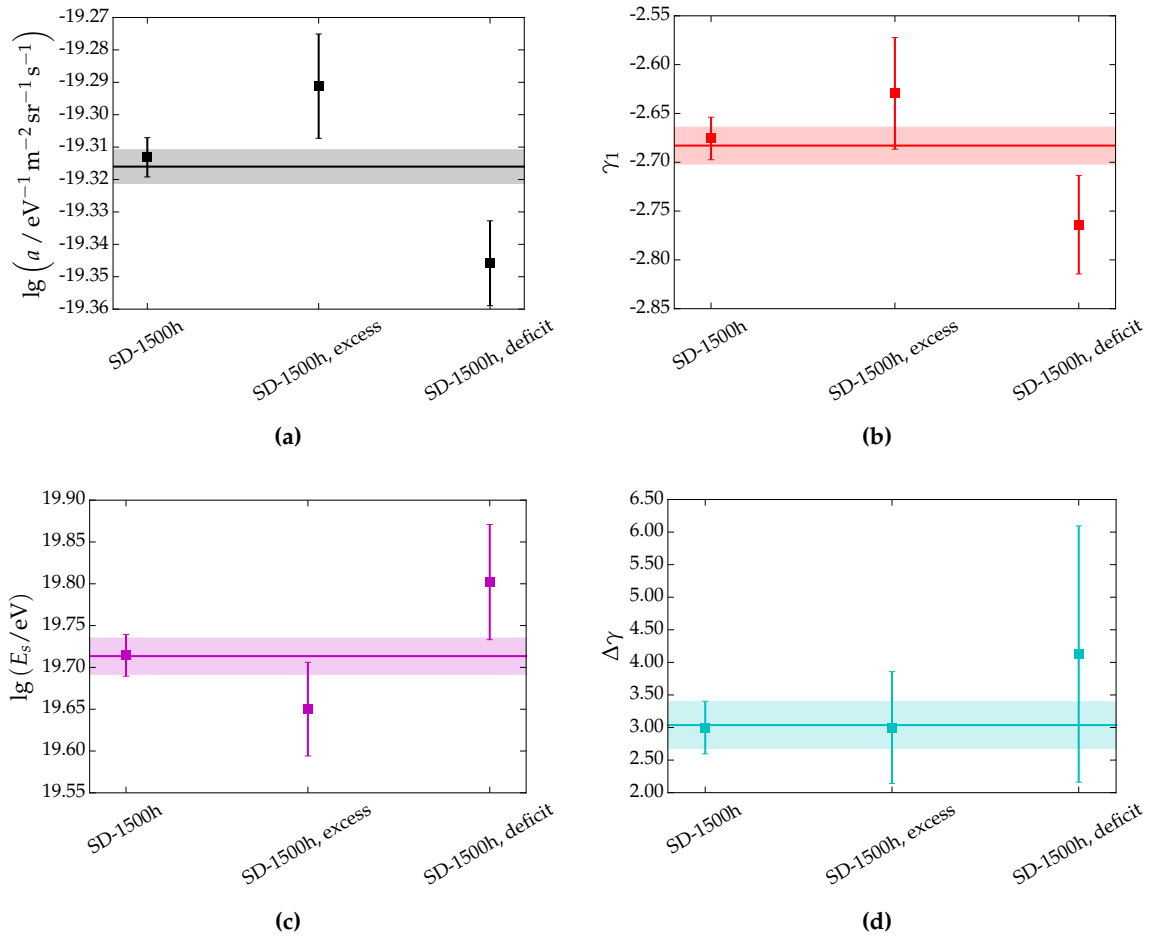 -19.27
-19.28
-19.29
-19.30
-19.31
-19.32
-19.33
-19.34
-19.35
-19.36
lg (a / eV⁻¹ m⁻² sr⁻¹ s⁻¹)
SD-1500h
SD-1500h, excess
SD-1500h, deficit
(a)
-2.55
-2.60
-2.65
-2.70
-2.75
-2.80
-2.85
γ₁
SD-1500h
SD-1500h, excess
SD-1500h, deficit
(b)
19.90
19.85
19.80
19.75
19.70
19.65
19.60
19.55
lg (Eₛ/eV)
SD-1500h
SD-1500h, excess
SD-1500h, deficit
(c)
6.50
6.00
5.50
5.00
4.50
4.00
3.50
3.00
2.50
2.00
Δγ
SD-1500h
SD-1500h, excess
SD-1500h, deficit
(d)